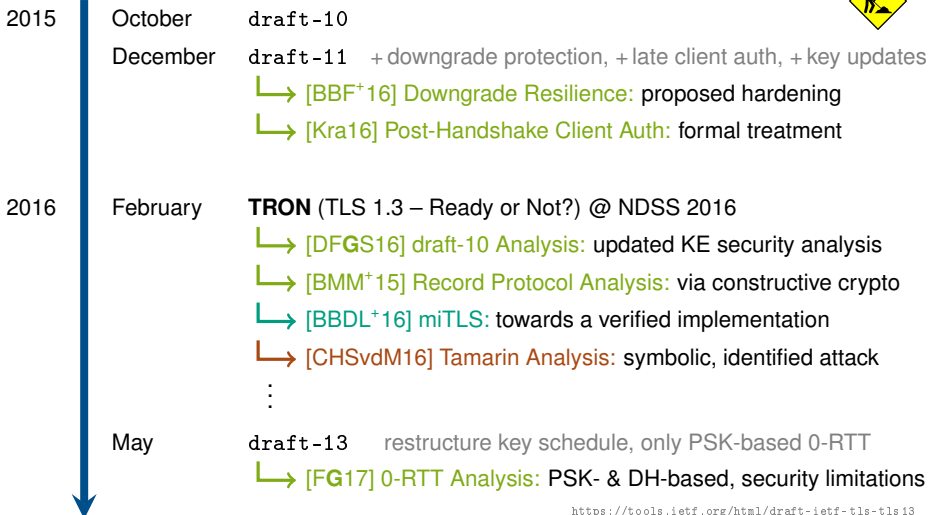 2015 October draft-10
December draft-11 + downgrade protection, + late client auth, + key updates
[BBF+16] Downgrade Resilience: proposed hardening
[Kra16] Post-Handshake Client Auth: formal treatment
2016 February TRON (TLS 1.3 – Ready or Not?) @ NDSS 2016
[DFGS16] draft-10 Analysis: updated KE security analysis
[BMM+15] Record Protocol Analysis: via constructive crypto
[BBDL+16] miTLS: towards a verified implementation
[CHSvdM16] Tamarin Analysis: symbolic, identified attack
⋮
May draft-13 restructure key schedule, only PSK-based 0-RTT
[FG17] 0-RTT Analysis: PSK- & DH-based, security limitations
https://tools.ietf.org/html/draft-ietf-tls-tls13